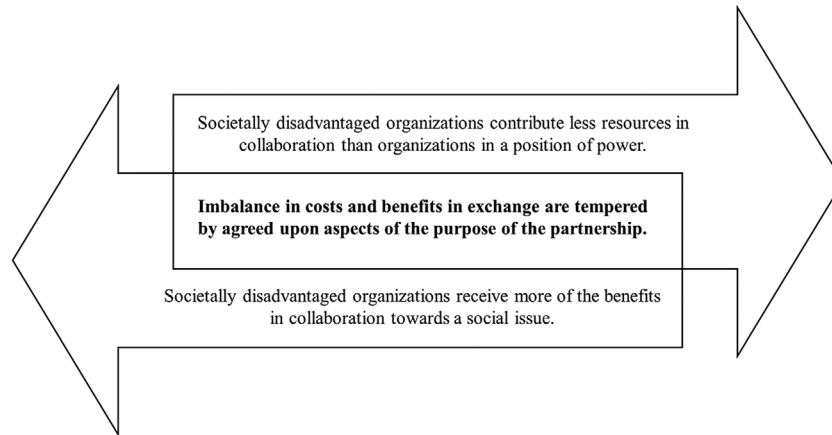 Societally disadvantaged organizations contribute less resources in
collaboration than organizations in a position of power.
Imbalance in costs and benefits in exchange are tempered
by agreed upon aspects of the purpose of the partnership.
Societally disadvantaged organizations receive more of the benefits
in collaboration towards a social issue.